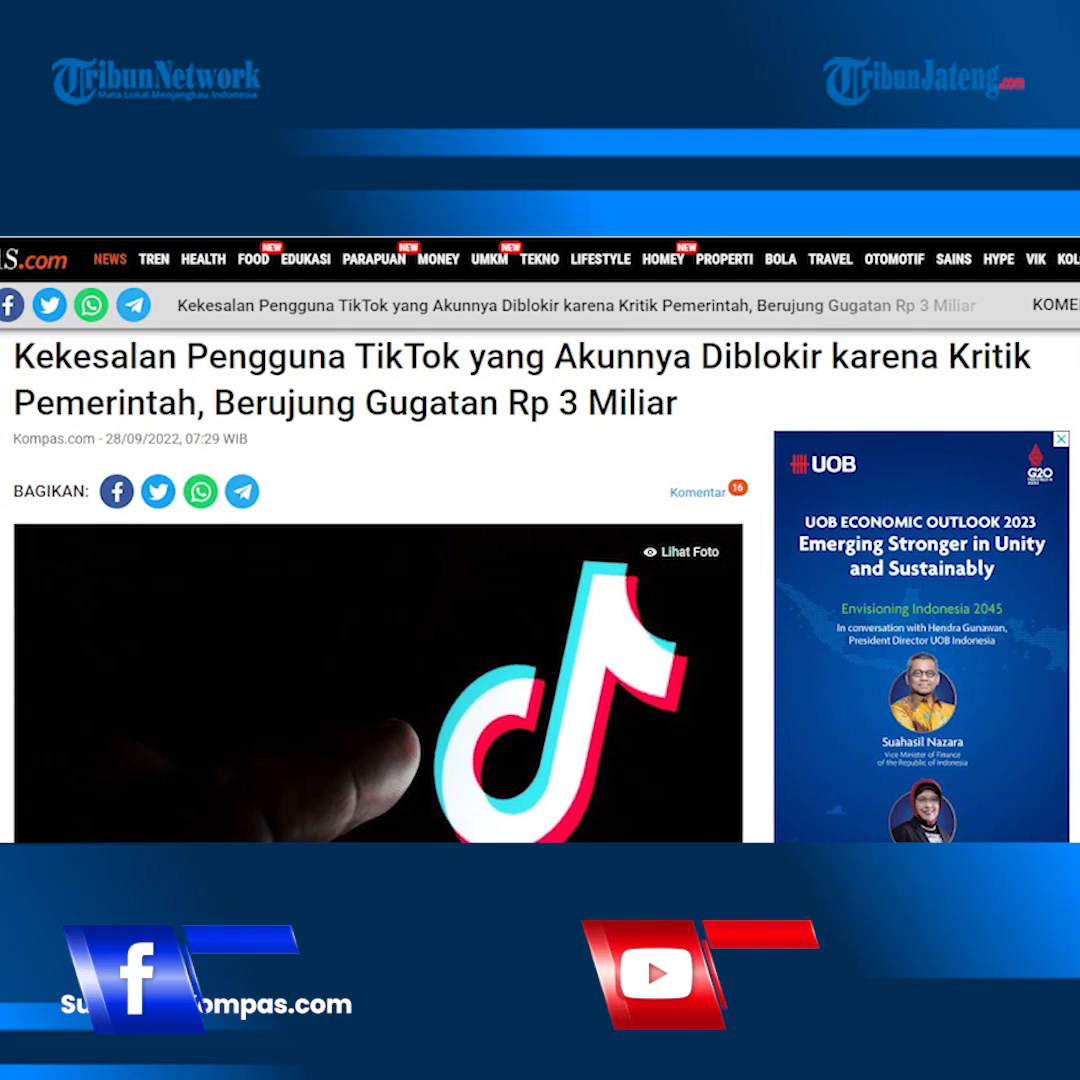 TribunNetwork
Mata Lokal Menjangkau Indonesia
TribunJateng.com
AS.com
NEWS TREN HEALTH FOOD NEW EDUKASI PARAPUAN NEW MONEY UMKM NEW TEKNO LIFESTYLE HOMEY NEW PROPERTI BOLA TRAVEL OTOMOTIF SAINS HYPE VIK KOL
Kekesalan Pengguna TikTok yang Akunnya Diblokir karena Kritik Pemerintah, Berujung Gugatan Rp 3 Miliar
KOME
Kekesalan Pengguna TikTok yang Akunnya Diblokir karena Kritik
Pemerintah, Berujung Gugatan Rp 3 Miliar
Kompas.com - 28/09/2022, 07:29 WIB
BAGIKAN:
Komentar 16
Lihat Foto
UOB
G20
UOB ECONOMIC OUTLOOK 2023
Emerging Stronger in Unity
and Sustainably
Envisioning Indonesia 2045
In conversation with Hendra Gunawan,
President Director UOB Indonesia
Suahasil Nazara
Vice Minister of Finance
of the Republic of Indonesia
Su ompas.com